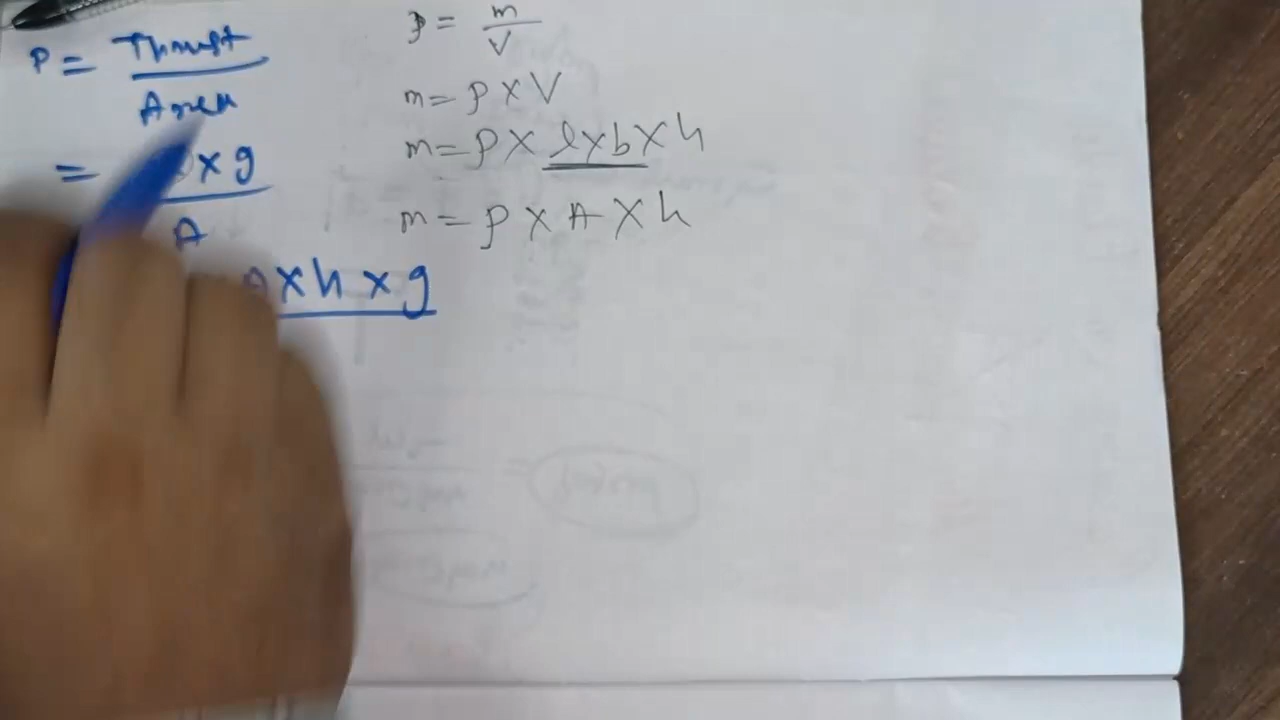 P = Thrust
Area
= × g
A
× h × g
ρ = m
V
m = ρ × V
m = ρ × l × b × h
m = ρ × A × h